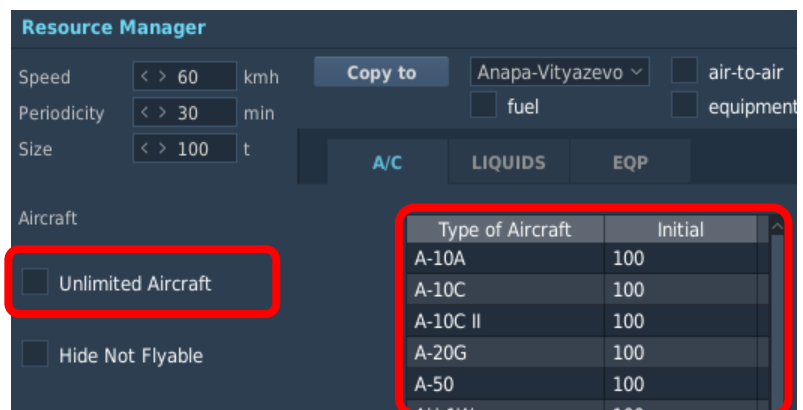 Resource Manager
Speed < > 60 kmh Copy to Anapa-Vityazevo air-to-air
Periodicity < > 30 min fuel equipment
Size < > 100 t
A/C LIQUIDS EQP
Aircraft
Type of Aircraft Initial
A-10A 100
Unlimited Aircraft A-10C 100
A-10C II 100
Hide Not Flyable A-20G 100
A-50 100